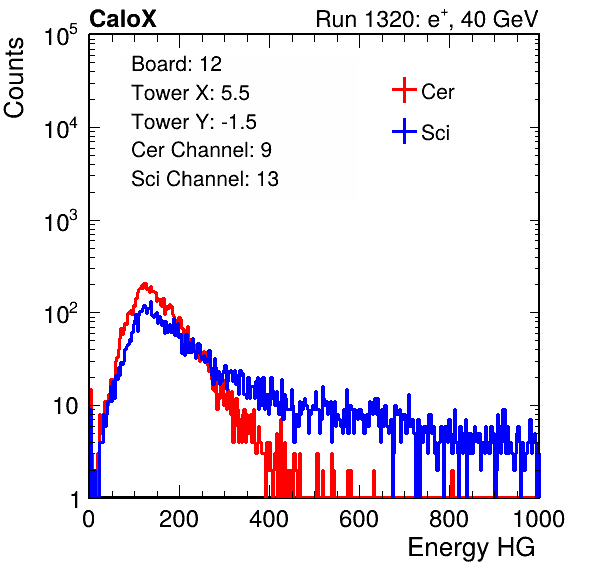 CaloX Run 1320: e⁺, 40 GeV
Counts
Board: 12
Tower X: 5.5
Tower Y: -1.5
Cer Channel: 9
Sci Channel: 13
Cer
Sci
10⁵
10⁴
10³
10²
10
1
0 200 400 600 800 1000
Energy HG